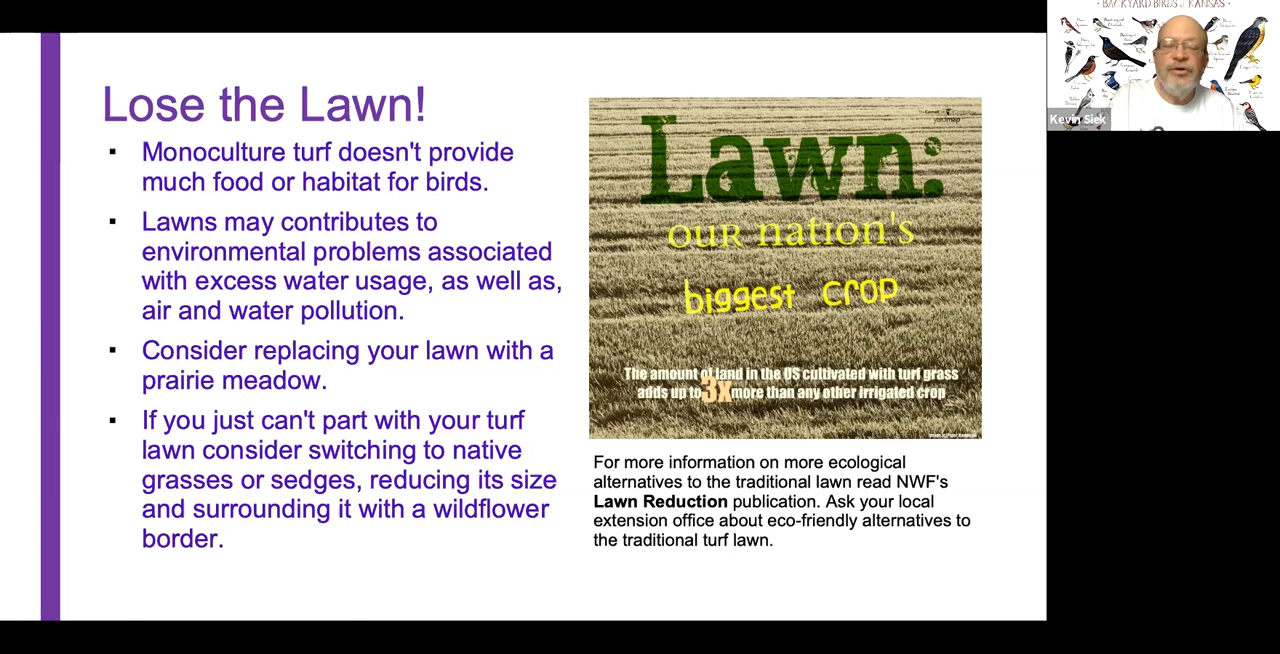 Lose the Lawn!
▪ Monoculture turf doesn't provide
much food or habitat for birds.
▪ Lawns may contributes to
environmental problems associated
with excess water usage, as well as,
air and water pollution.
▪ Consider replacing your lawn with a
prairie meadow.
▪ If you just can't part with your turf
lawn consider switching to native
grasses or sedges, reducing its size
and surrounding it with a wildflower
border.
yardmap
Lawn:
our nation's
biggest crop
The amount of land in the US cultivated with turf grass
adds up to 3X more than any other irrigated crop
For more information on more ecological
alternatives to the traditional lawn read NWF's
Lawn Reduction publication. Ask your local
extension office about eco-friendly alternatives to
the traditional turf lawn.
BACKYARD BIRDS of KANSAS
Kevin Siek